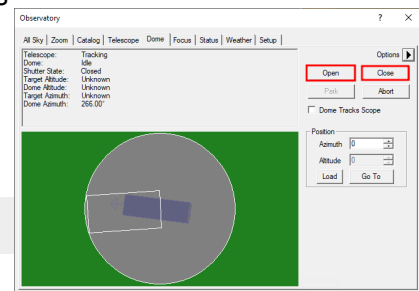 Observatory
? ×
All Sky | Zoom | Catalog | Telescope | Dome | Focus | Status | Weather | Setup
Telescope: Tracking
Dome: Idle
Shutter State: Closed
Target Altitude: Unknown
Dome Altitude: Unknown
Target Azimuth: Unknown
Dome Azimuth: 266.00°
Options
Open Close
Park Abort
Dome Tracks Scope
Position
Azimuth 0
Altitude 0
Load Go To